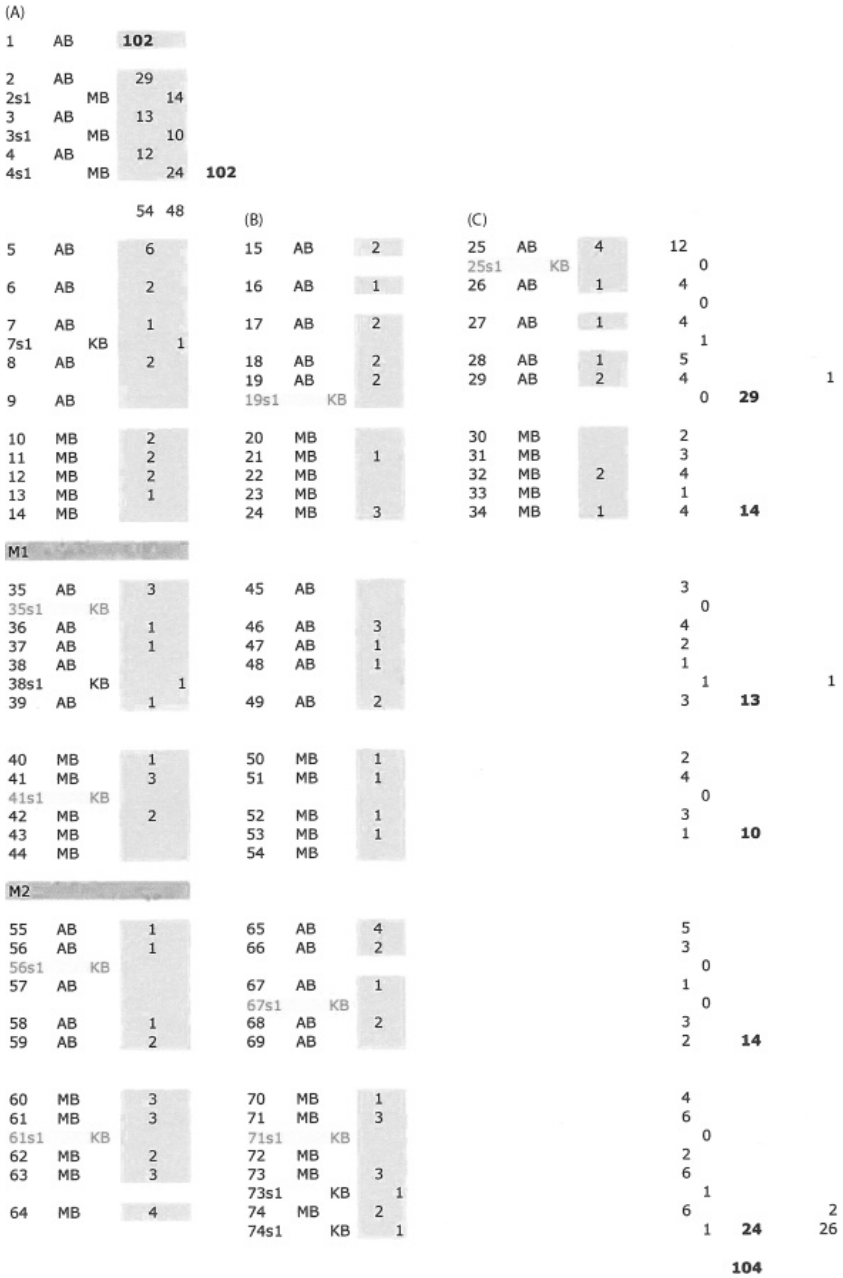 (A)
1 AB 102
2 AB 29
2s1 MB 14
3 AB 13
3s1 MB 10
4 AB 12
4s1 MB 24 102
54 48 (B) (C)
5 AB 6 15 AB 2 25 AB 4 12
25s1 KB 0
6 AB 2 16 AB 1 26 AB 1 4
0
7 AB 1 17 AB 2 27 AB 1 4
7s1 KB 1 1
8 AB 2 18 AB 2 28 AB 1 5
19 AB 2 29 AB 2 4 1
9 AB 19s1 KB 0 29
10 MB 2 20 MB 30 MB 2
11 MB 2 21 MB 1 31 MB 3
12 MB 2 22 MB 32 MB 2 4
13 MB 1 23 MB 33 MB 1
14 MB 24 MB 3 34 MB 1 4 14
M1
35 AB 3 45 AB 3
35s1 KB 0
36 AB 1 46 AB 3 4
37 AB 1 47 AB 1 2
38 AB 48 AB 1 1
38s1 KB 1 1 1
39 AB 1 49 AB 2 3 13
40 MB 1 50 MB 1 2
41 MB 3 51 MB 1 4
41s1 KB 0
42 MB 2 52 MB 1 3
43 MB 53 MB 1 1 10
44 MB 54 MB
M2
55 AB 1 65 AB 4 5
56 AB 1 66 AB 2 3
56s1 KB 0
57 AB 67 AB 1 1
67s1 KB 0
58 AB 1 68 AB 2 3
59 AB 2 69 AB 2 14
60 MB 3 70 MB 1 4
61 MB 3 71 MB 3 6
61s1 KB 71s1 KB 0
62 MB 2 72 MB 2
63 MB 3 73 MB 3 6
73s1 KB 1 1
64 MB 4 74 MB 2 6 2
74s1 KB 1 1 24 26
104